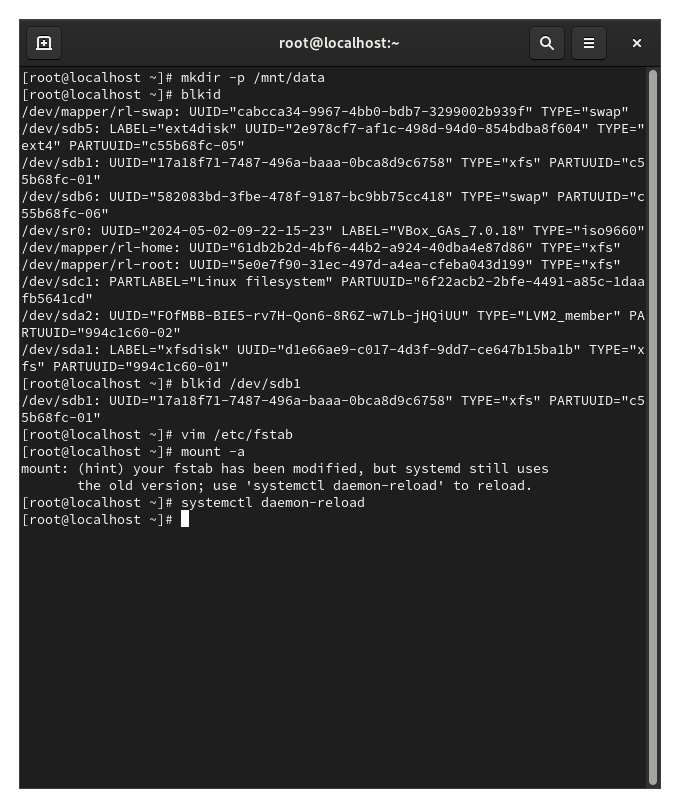 root@localhost:~
[root@localhost ~]# mkdir -p /mnt/data
[root@localhost ~]# blkid
/dev/mapper/rl-swap: UUID="cabcca34-9967-4bb0-bdb7-3299002b939f" TYPE="swap"
/dev/sdb5: LABEL="ext4disk" UUID="2e978cf7-af1c-498d-94d0-854bdba8f604" TYPE="
ext4" PARTUUID="c55b68fc-05"
/dev/sdb1: UUID="17a18f71-7487-496a-baaa-0bca8d9c6758" TYPE="xfs" PARTUUID="c5
5b68fc-01"
/dev/sdb6: UUID="582083bd-3fbe-478f-9187-bc9bb75cc418" TYPE="swap" PARTUUID="c
55b68fc-06"
/dev/sr0: UUID="2024-05-02-09-22-15-23" LABEL="VBox_GAs_7.0.18" TYPE="iso9660"
/dev/mapper/rl-home: UUID="61db2b2d-4bf6-44b2-a924-40dba4e87d86" TYPE="xfs"
/dev/mapper/rl-root: UUID="5e0e7f90-31ec-497d-a4ea-cfeba043d199" TYPE="xfs"
/dev/sdc1: PARTLABEL="Linux filesystem" PARTUUID="6f22acb2-2bfe-4491-a85c-1daa
fb5641cd"
/dev/sda2: UUID="FOfMBB-BIE5-rv7H-Qon6-8R6Z-w7Lb-jHQiUU" TYPE="LVM2_member" PA
RTUUID="994c1c60-02"
/dev/sda1: LABEL="xfsdisk" UUID="d1e66ae9-c017-4d3f-9dd7-ce647b15ba1b" TYPE="x
fs" PARTUUID="994c1c60-01"
[root@localhost ~]# blkid /dev/sdb1
/dev/sdb1: UUID="17a18f71-7487-496a-baaa-0bca8d9c6758" TYPE="xfs" PARTUUID="c5
5b68fc-01"
[root@localhost ~]# vim /etc/fstab
[root@localhost ~]# mount -a
mount: (hint) your fstab has been modified, but systemd still uses
       the old version; use 'systemctl daemon-reload' to reload.
[root@localhost ~]# systemctl daemon-reload
[root@localhost ~]#